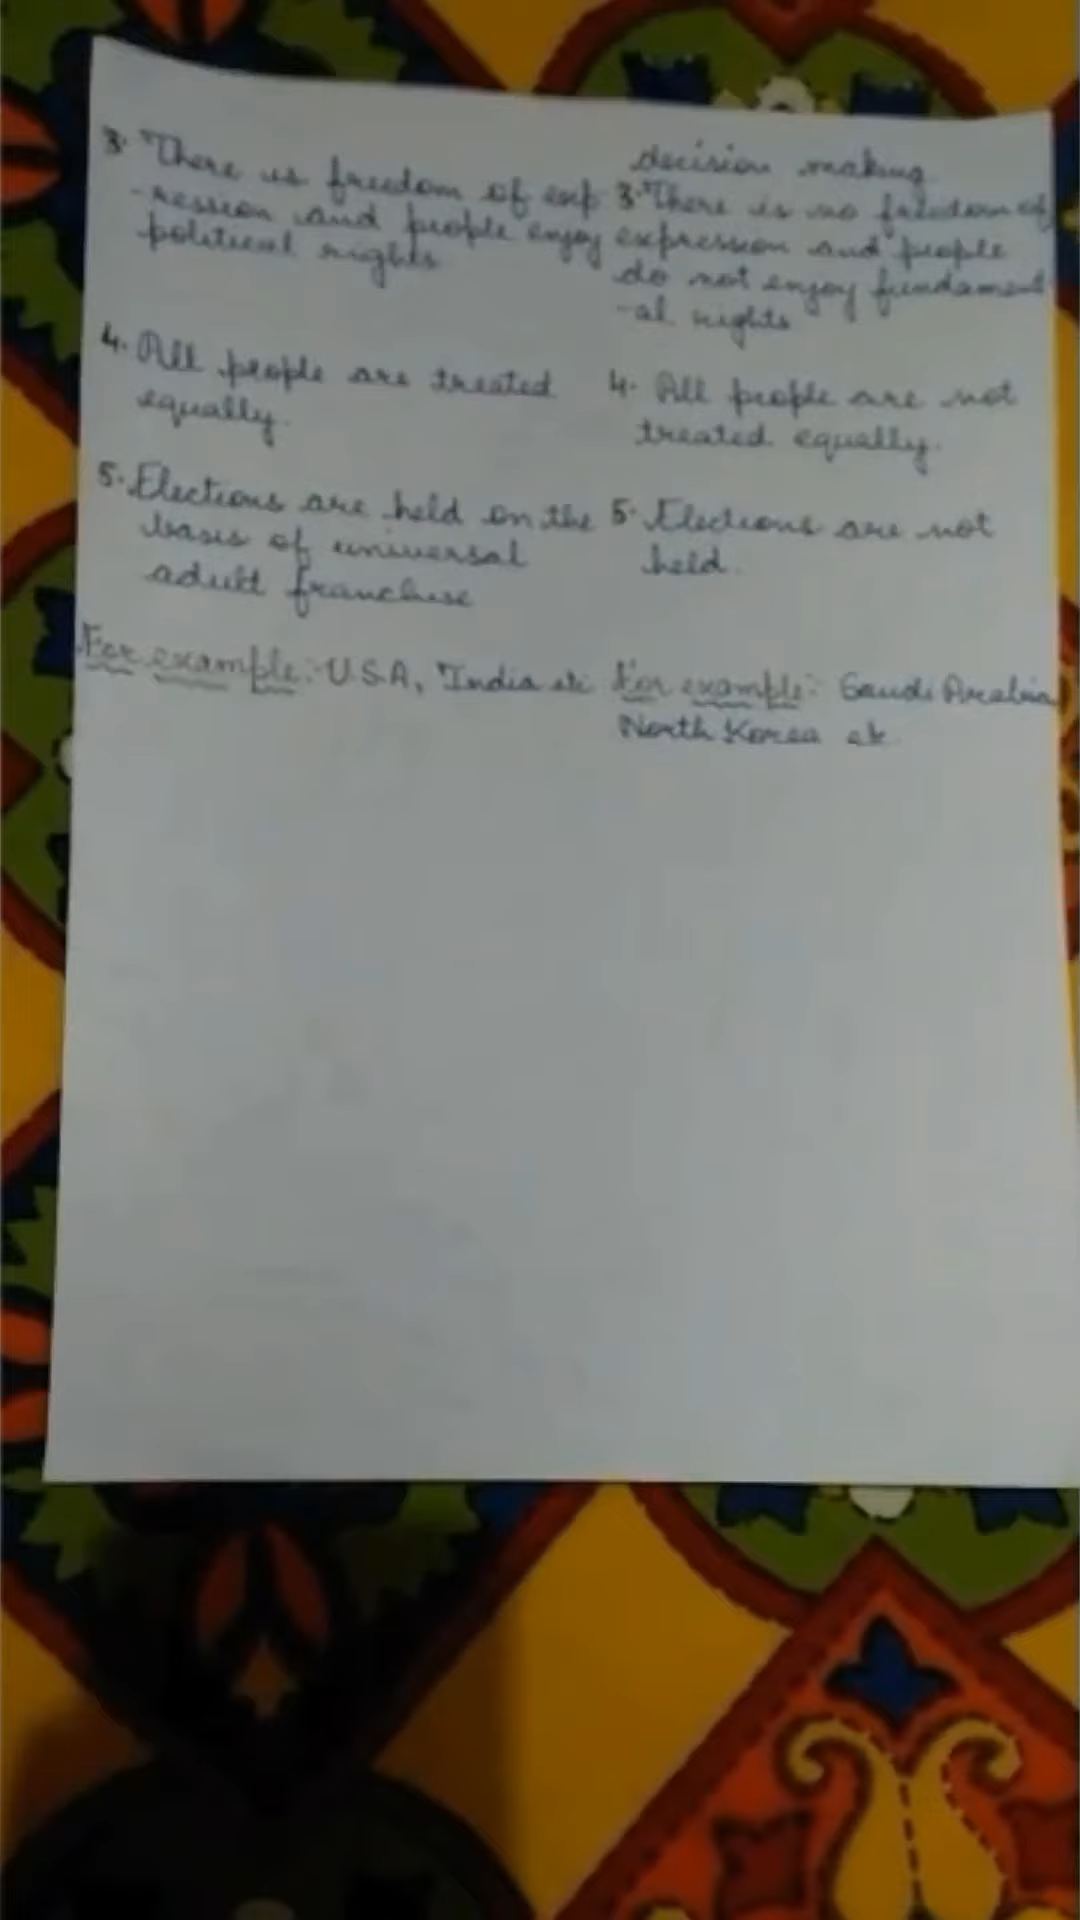 3. There is freedom of exp
-ression and people enjoy
political rights
4. All people are treated
equally.
5. Elections are held on the
basis of universal
adult franchise
For example:- U.S.A, India etc
decision making
3. There is no freedom of
expression and people
do not enjoy fundament
-al rights
4. All people are not
treated equally.
5. Elections are not
held.
For example:- Saudi Arabia
North Korea etc.